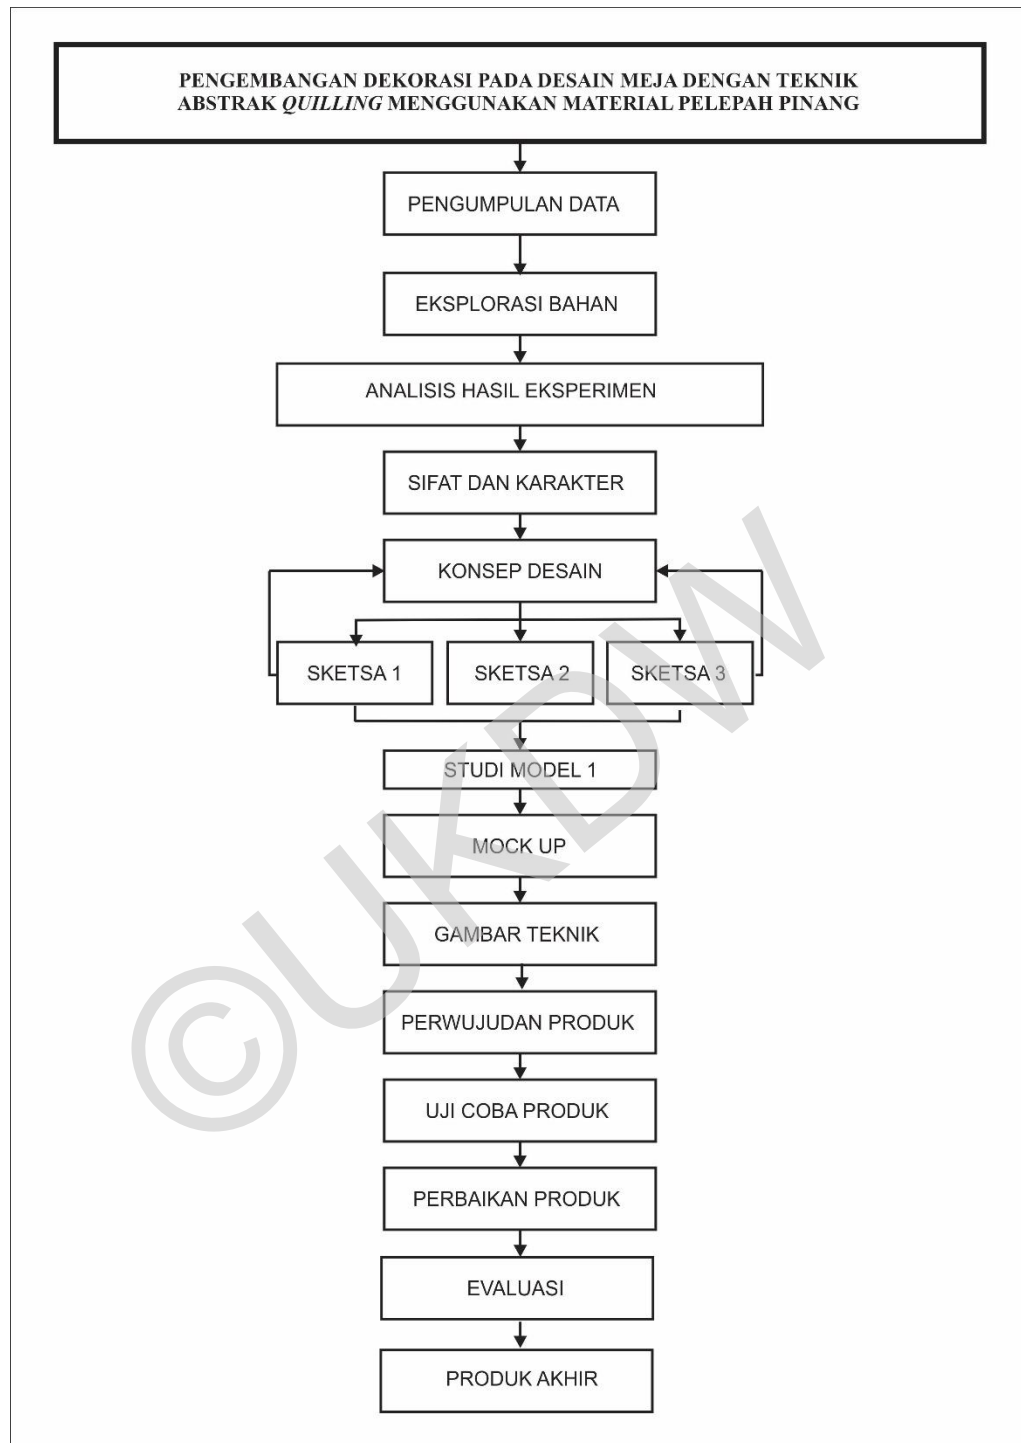 PENGEMBANGAN DEKORASI PADA DESAIN MEJA DENGAN TEKNIK
ABSTRAK QUILLING MENGGUNAKAN MATERIAL PELEPAH PINANG
PENGUMPULAN DATA
EKSPLORASI BAHAN
ANALISIS HASIL EKSPERIMEN
SIFAT DAN KARAKTER
KONSEP DESAIN
SKETSA 1
SKETSA 2
SKETSA 3
STUDI MODEL 1
MOCK UP
GAMBAR TEKNIK
PERWUJUDAN PRODUK
UJI COBA PRODUK
PERBAIKAN PRODUK
EVALUASI
PRODUK AKHIR
©UKDW